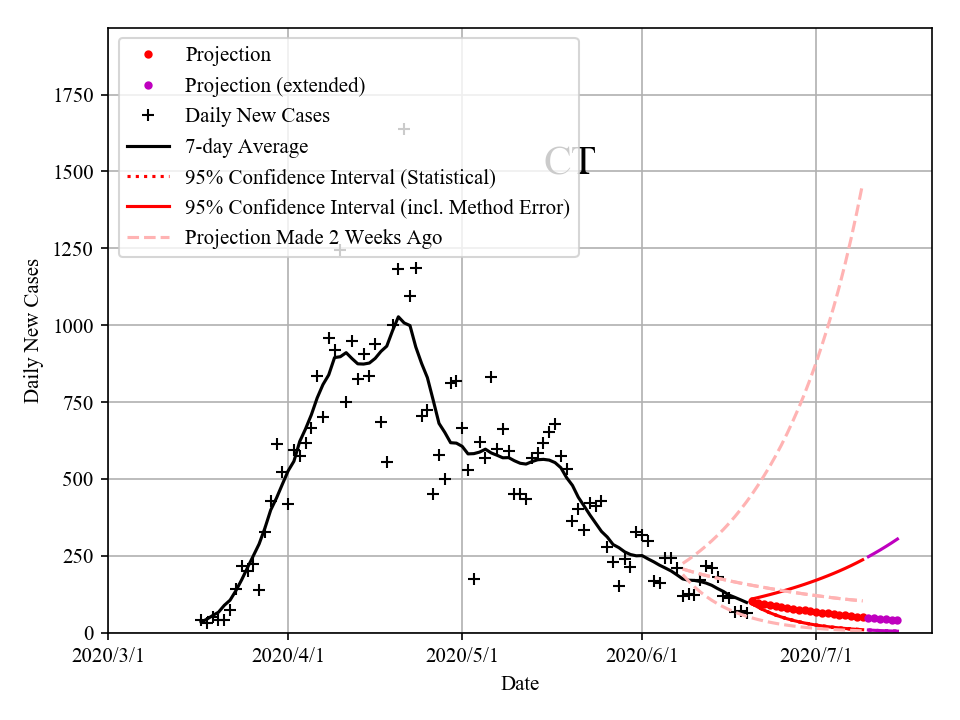 Projection
Projection (extended)
Daily New Cases
7-day Average
95% Confidence Interval (Statistical)
95% Confidence Interval (incl. Method Error)
Projection Made 2 Weeks Ago
CT
1750
1500
1250
1000
750
500
250
0
Daily New Cases
2020/3/1 2020/4/1 2020/5/1 2020/6/1 2020/7/1
Date